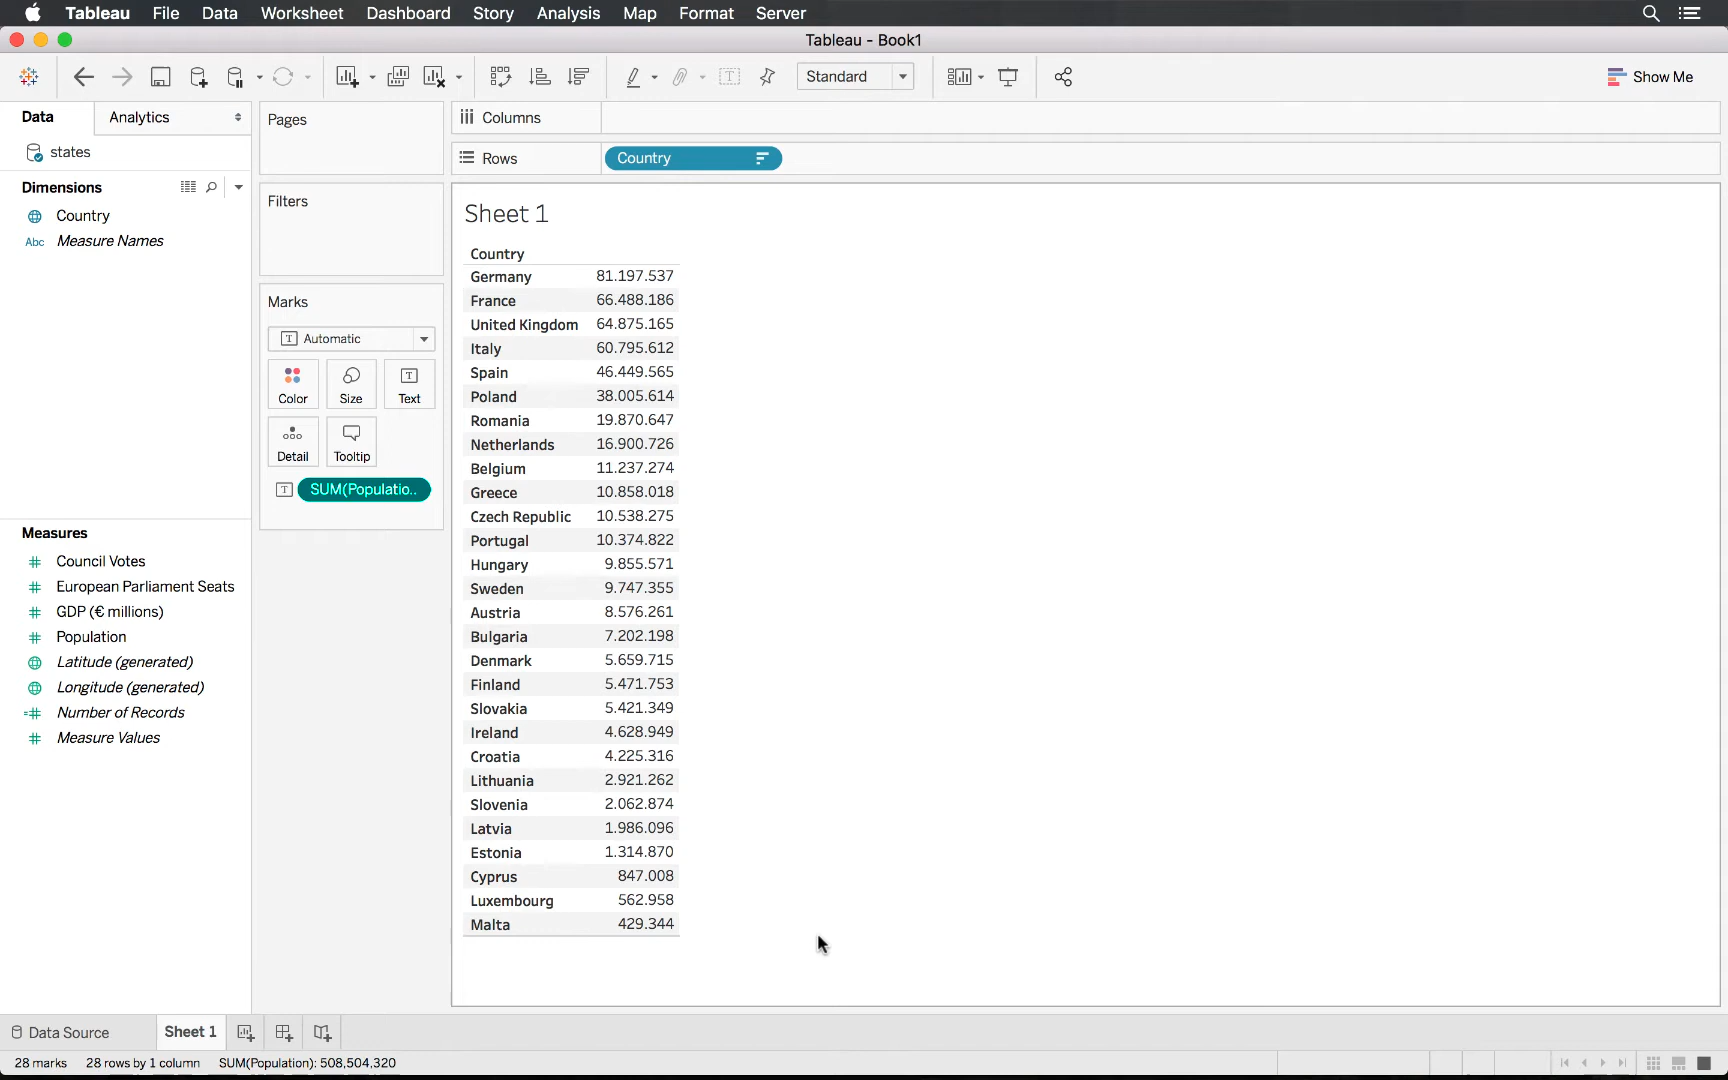 Tableau File Data Worksheet Dashboard Story Analysis Map Format Server
Tableau - Book1
Standard
Show Me
Data
Analytics
states
Dimensions
Country
Abc Measure Names
Measures
Council Votes
European Parliament Seats
GDP (€ millions)
Population
Latitude (generated)
Longitude (generated)
Number of Records
Measure Values
Pages
Filters
Marks
Automatic
Color Size Text
Detail Tooltip
SUM(Populatio..
Columns
Rows
Country
Sheet 1
Country
Germany 81.197.537
France 66.488.186
United Kingdom 64.875.165
Italy 60.795.612
Spain 46.449.565
Poland 38.005.614
Romania 19.870.647
Netherlands 16.900.726
Belgium 11.237.274
Greece 10.858.018
Czech Republic 10.538.275
Portugal 10.374.822
Hungary 9.855.571
Sweden 9.747.355
Austria 8.576.261
Bulgaria 7.202.198
Denmark 5.659.715
Finland 5.471.753
Slovakia 5.421.349
Ireland 4.628.949
Croatia 4.225.316
Lithuania 2.921.262
Slovenia 2.062.874
Latvia 1.986.096
Estonia 1.314.870
Cyprus 847.008
Luxembourg 562.958
Malta 429.344
Data Source
Sheet 1
28 marks 28 rows by 1 column SUM(Population): 508,504,320